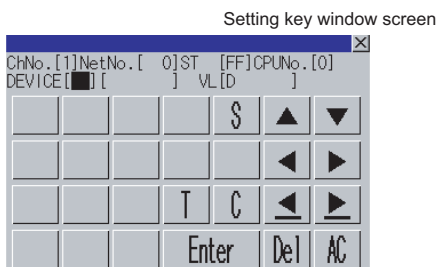 Setting key window screen
ChNo.[1]NetNo.[ 0]ST [FF]CPUNo.[0]
DEVICE[ ][ ] VL[D ]
S
T C
Enter Del AC